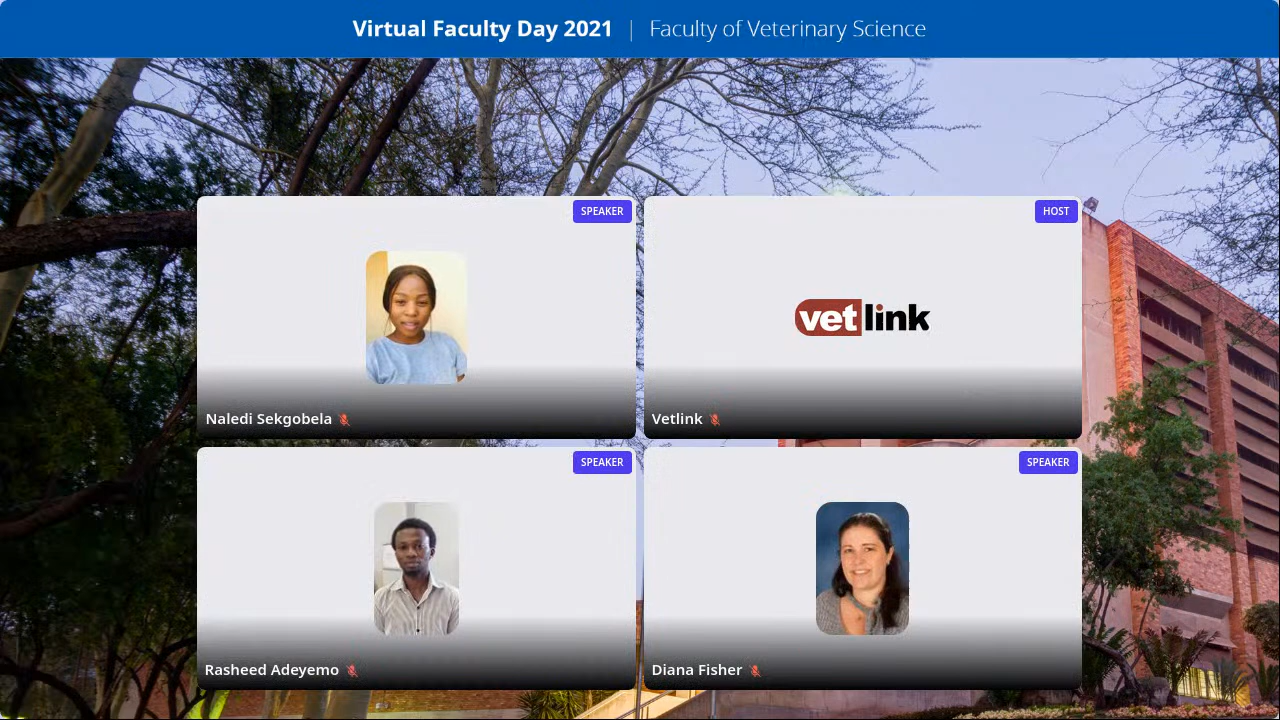 Virtual Faculty Day 2021 | Faculty of Veterinary Science
SPEAKER
HOST
vetlink
Naledi Sekgobela
Vetlink
SPEAKER
SPEAKER
Rasheed Adeyemo
Diana Fisher